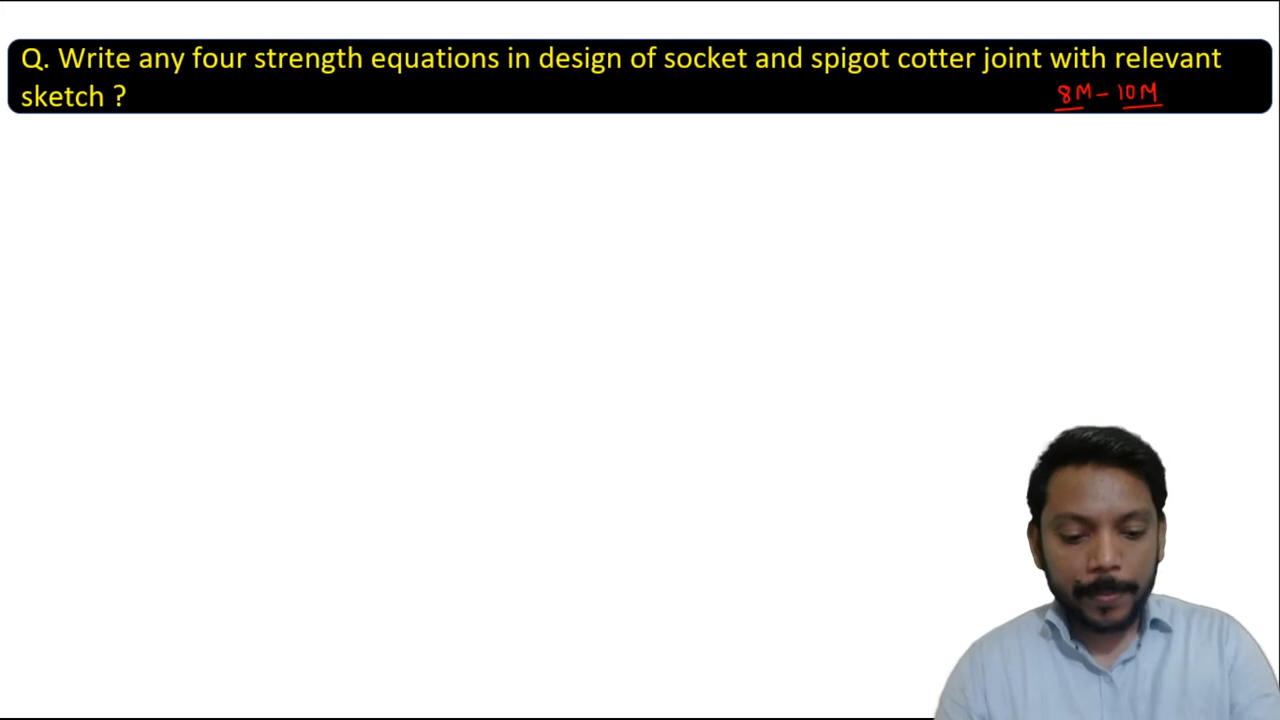 Q. Write any four strength equations in design of socket and spigot cotter joint with relevant
sketch ?
8M - 10M